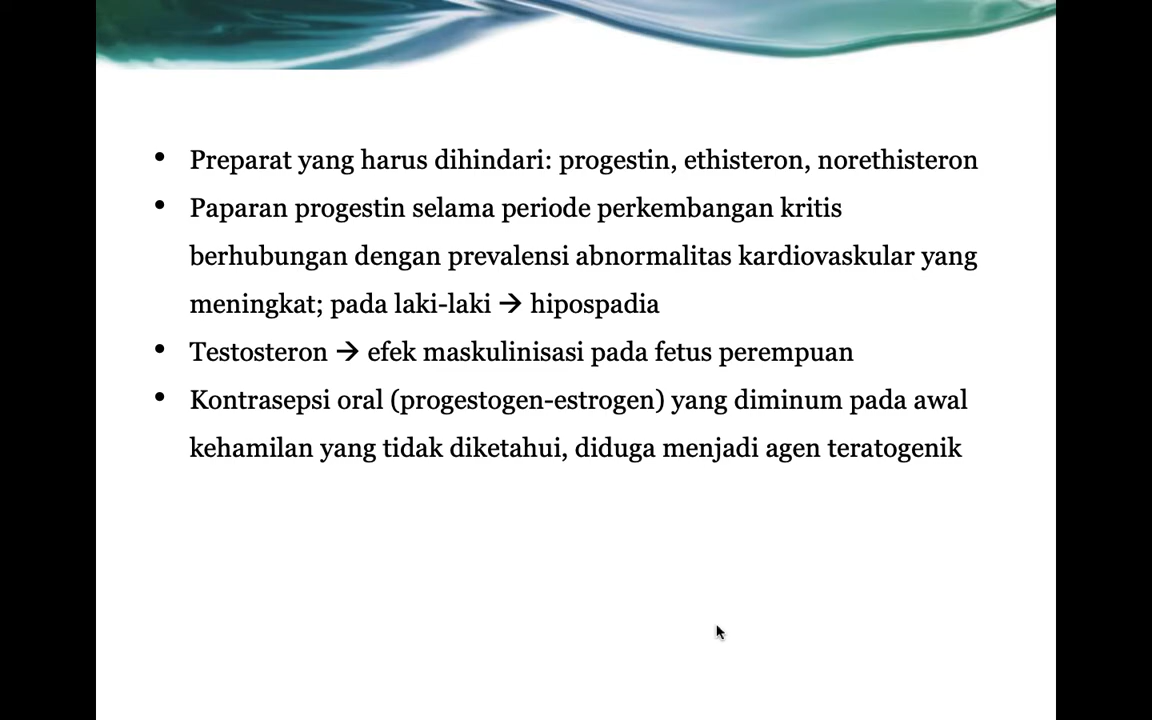 • Preparat yang harus dihindari: progestin, ethisteron, norethisteron
• Paparan progestin selama periode perkembangan kritis
berhubungan dengan prevalensi abnormalitas kardiovaskular yang
meningkat; pada laki-laki → hipospadia
• Testosteron → efek maskulinisasi pada fetus perempuan
• Kontrasepsi oral (progestogen-estrogen) yang diminum pada awal
kehamilan yang tidak diketahui, diduga menjadi agen teratogenik